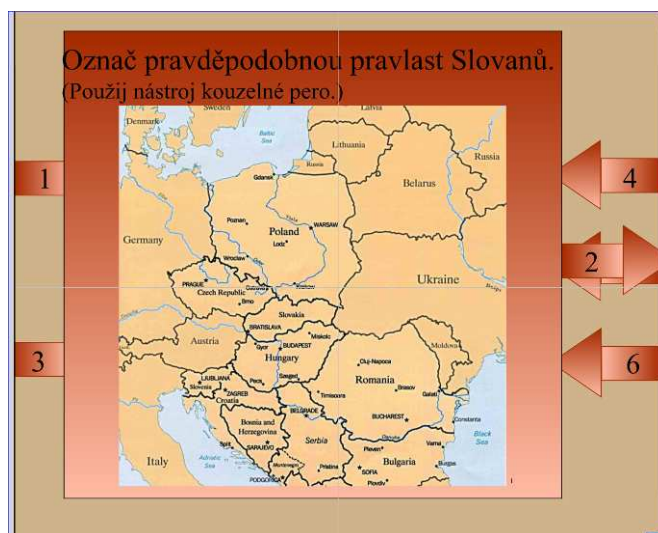 Označ pravděpodobnou pravlast Slovanů.
(Použij nástroj kouzelné pero.)
Denmark
Sweden
Latvia
Baltic
Sea
Lithuania
Russia
Russia
Gdansk
Belarus
1
4
Poznan
WARSAW
Poland
Lodz
Germany
Wroclaw
2
Ukraine
PRAGUE
Czech Republic
Ostrava
Krakow
Brno
Slovakia
BRATISLAVA
Miskolc
Austria
Gyor
BUDAPEST
Moldova
Hungary
Cluj-Napoca
3
6
Pecs
Szeged
Romania
LJUBLJANA
Slovenia
ZAGREB
Croatia
Timisoara
Brasov
Galati
BELGRADE
BUCHAREST
Constanta
Bosnia and
Herzegovina
Serbia
Black
Sea
Split
SARAJEVO
Pleven
Varna
Adriatic
Sea
Montenegro
Pristina
Bulgaria
Burgas
Italy
SOFIA
PODGORICA
Plovdiv